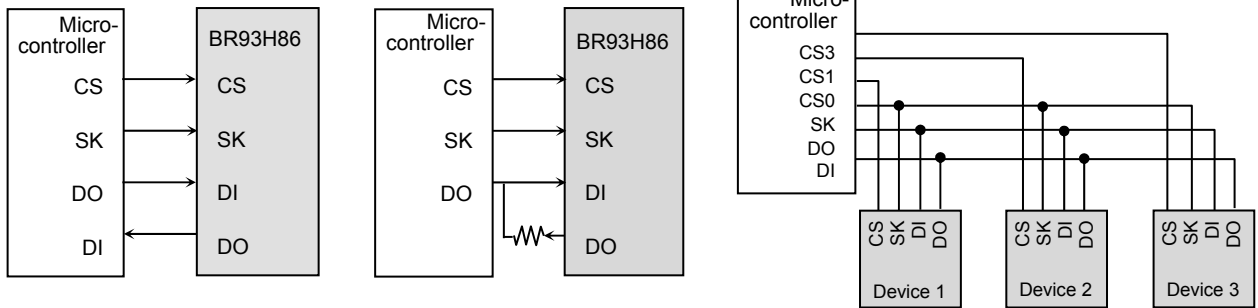 Micro-
controller
CS
SK
DO
DI
BR93H86
CS
SK
DI
DO
Micro-
controller
CS
SK
DO
BR93H86
CS
SK
DI
DO
Micro-
controller
CS3
CS1
CS0
SK
DO
DI
CS
SK
DI
DO
Device 1
CS
SK
DI
DO
Device 2
CS
SK
DI
DO
Device 3